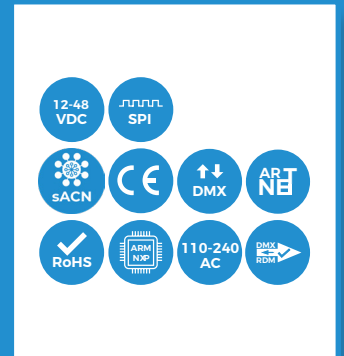 12-48
VDC
SPI
sACN
CE
DMX
ART
NET
RoHS
ARM
NXP
110-240
AC
DMX
RDM